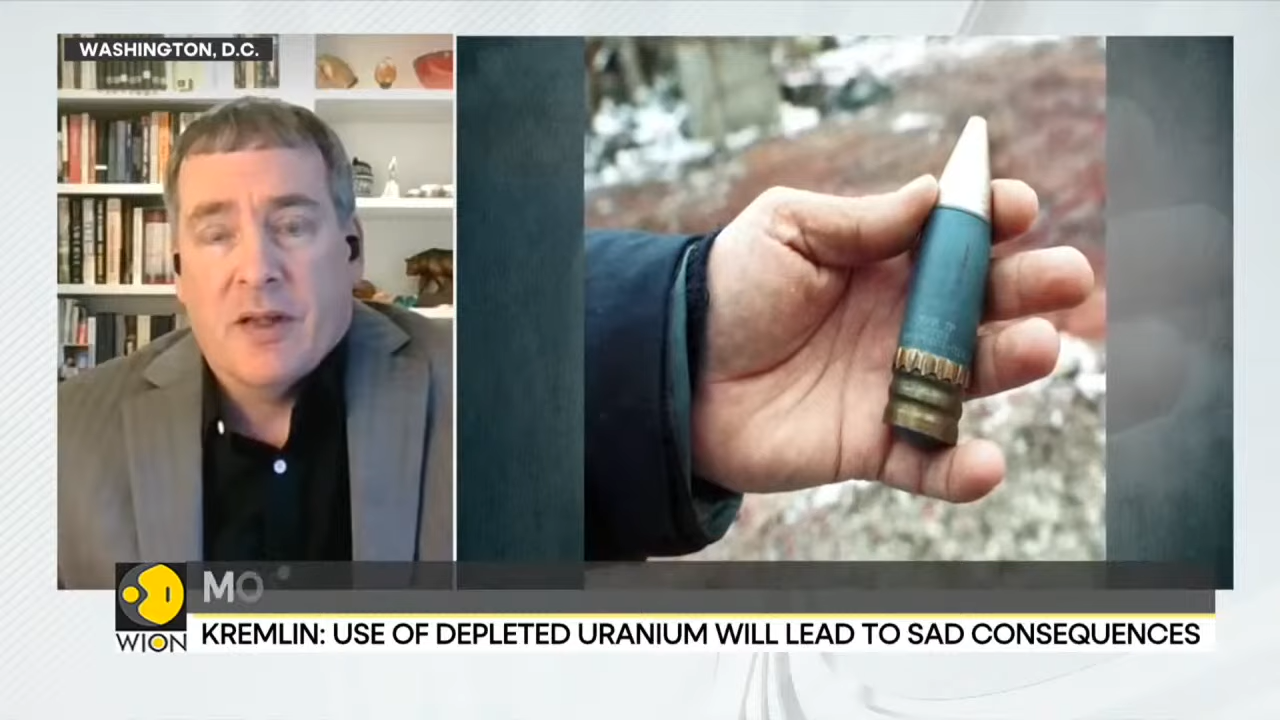 WASHINGTON, D.C.
MO
WION
KREMLIN: USE OF DEPLETED URANIUM WILL LEAD TO SAD CONSEQUENCES